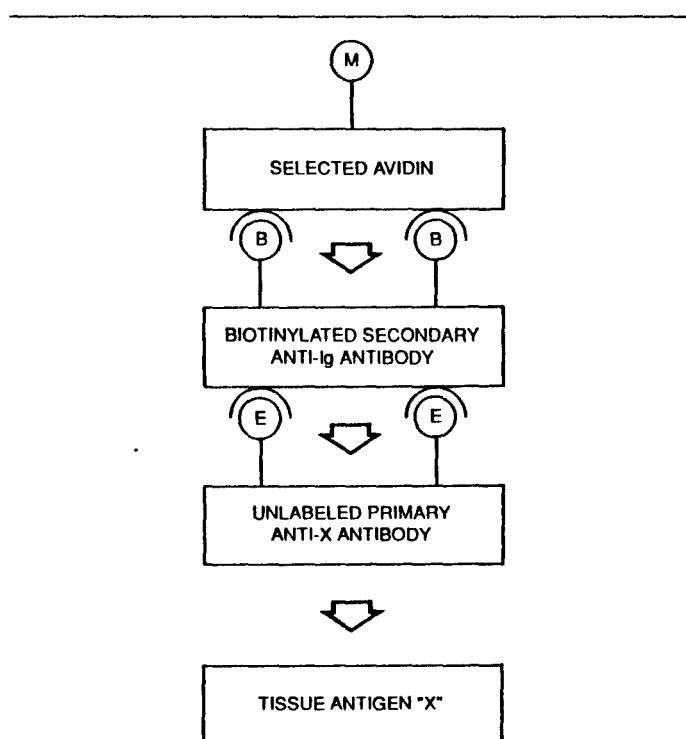 M
SELECTED AVIDIN
B B
BIOTINYLATED SECONDARY
ANTI-Ig ANTIBODY
E E
UNLABELED PRIMARY
ANTI-X ANTIBODY
TISSUE ANTIGEN "X"